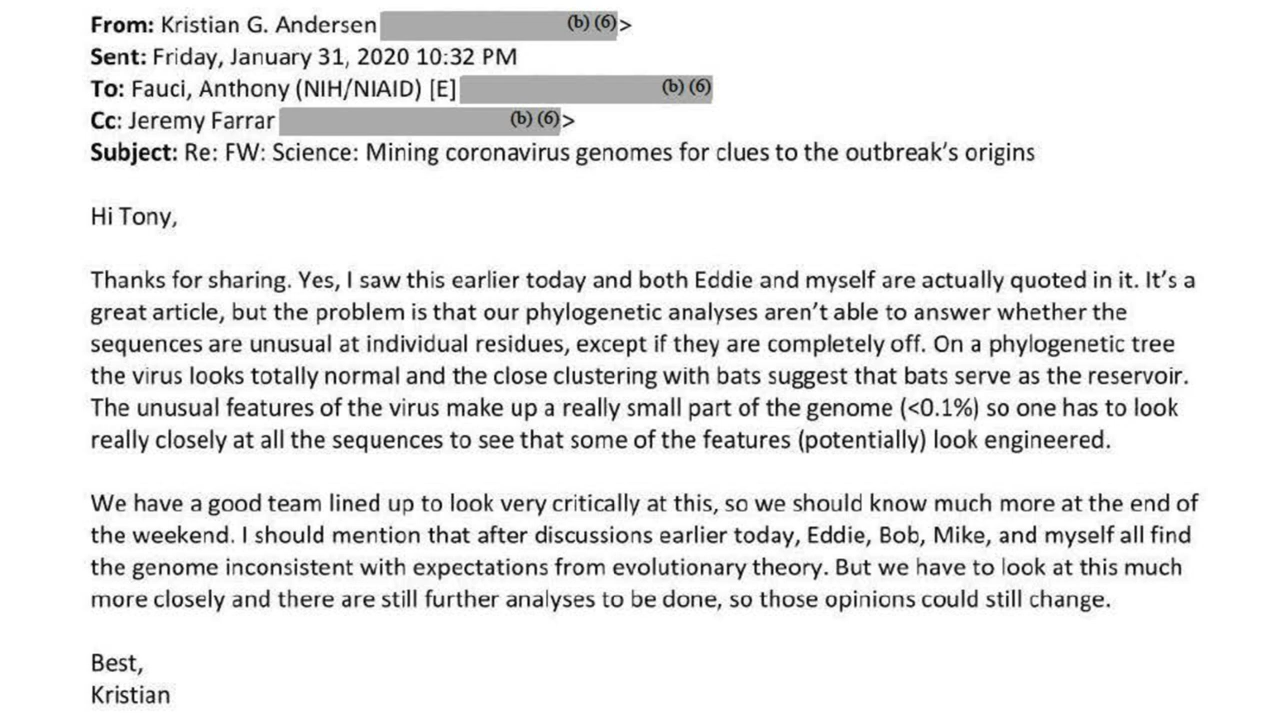 From: Kristian G. Andersen (b) (6)>
Sent: Friday, January 31, 2020 10:32 PM
To: Fauci, Anthony (NIH/NIAID) [E] (b) (6)
Cc: Jeremy Farrar (b) (6)>
Subject: Re: FW: Science: Mining coronavirus genomes for clues to the outbreak's origins
Hi Tony,
Thanks for sharing. Yes, I saw this earlier today and both Eddie and myself are actually quoted in it. It's a
great article, but the problem is that our phylogenetic analyses aren't able to answer whether the
sequences are unusual at individual residues, except if they are completely off. On a phylogenetic tree
the virus looks totally normal and the close clustering with bats suggest that bats serve as the reservoir.
The unusual features of the virus make up a really small part of the genome (<0.1%) so one has to look
really closely at all the sequences to see that some of the features (potentially) look engineered.
We have a good team lined up to look very critically at this, so we should know much more at the end of
the weekend. I should mention that after discussions earlier today, Eddie, Bob, Mike, and myself all find
the genome inconsistent with expectations from evolutionary theory. But we have to look at this much
more closely and there are still further analyses to be done, so those opinions could still change.
Best,
Kristian